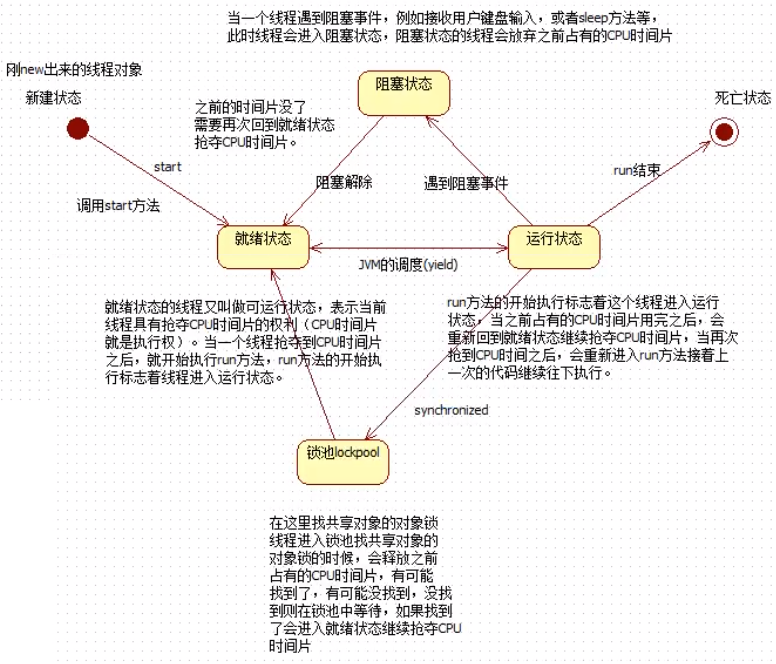 当一个线程遇到阻塞事件，例如接收用户键盘输入，或者sleep方法等，
此时线程会进入阻塞状态，阻塞状态的线程会放弃之前占有的CPU时间片
刚new出来的线程对象
新建状态
阻塞状态
死亡状态
之前的时间片没了
需要再次回到就绪状态
抢夺CPU时间片。
start
阻塞解除
遇到阻塞事件
run结束
调用start方法
就绪状态
运行状态
JVM的调度(yield)
就绪状态的线程又叫做可运行状态，表示当前
线程具有抢夺CPU时间片的权利（CPU时间片
就是执行权）。当一个线程抢夺到CPU时间片
之后，就开始执行run方法，run方法的开始执
行标志着线程进入运行状态。
run方法的开始执行标志着这个线程进入运行
状态，当之前占有的CPU时间片用完之后，会
重新回到就绪状态继续抢夺CPU时间片，当再次
抢到CPU时间之后，会重新进入run方法接着上
一次的代码继续往下执行。
synchronized
锁池lockpool
在这里找共享对象的对象锁
线程进入锁池找共享对象的
对象锁的时候，会释放之前
占有的CPU时间片，有可能
找到了，有可能没找到，没找
到则在锁池中等待，如果找到
了会进入就绪状态继续抢夺CPU
时间片